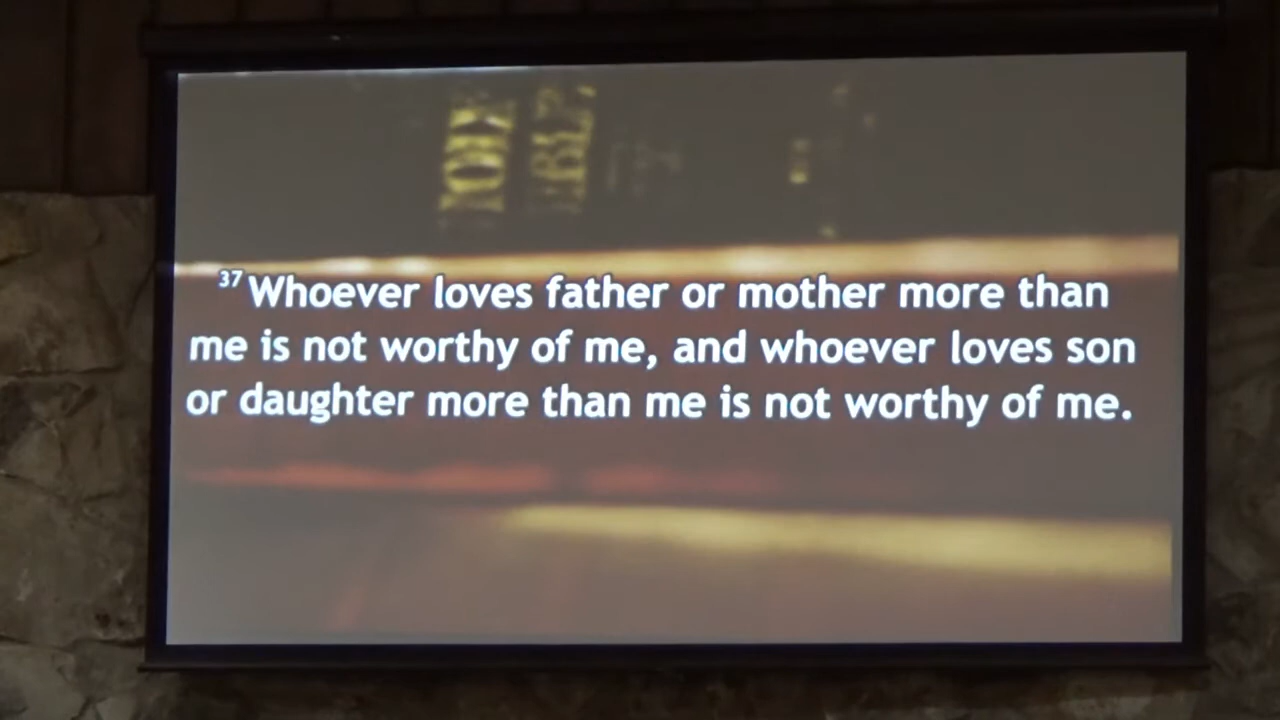 37 Whoever loves father or mother more than
me is not worthy of me, and whoever loves son
or daughter more than me is not worthy of me.